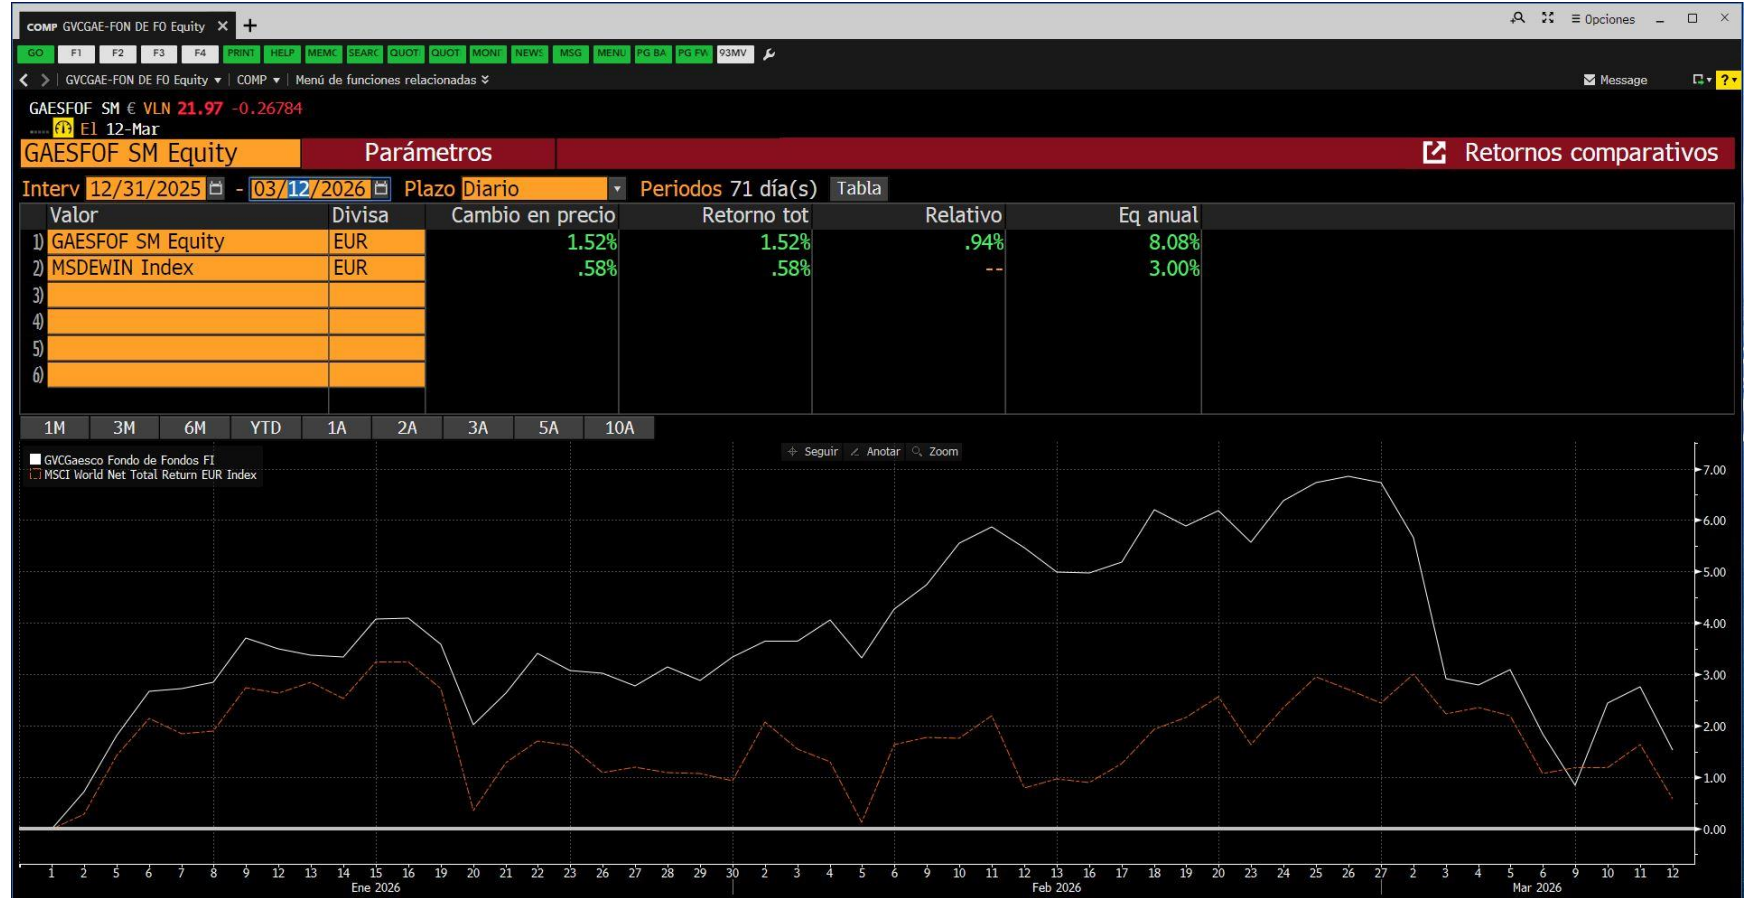 COMP GVCGAE-FON DE FO Equity × + ≡ Opciones
GO F1 F2 F3 F4 PRINT HELP MEMC SEARC QUOT QUOT MONI NEWS MSG MENU PG BA PG FW 93MV
GVCGAE-FON DE FO Equity COMP Menú de funciones relacionadas Message ?
GAESFOF SM € VLN 21.97 -0.26784
El 12-Mar
GAESFOF SM Equity Parámetros Retornos comparativos
Interv 12/31/2025 - 03/12/2026 Plazo Diario Periodos 71 día(s) Tabla
Valor Divisa Cambio en precio Retorno tot Relativo Eq anual
1) GAESFOF SM Equity EUR 1.52% 1.52% .94% 8.08%
2) MSDEWIN Index EUR .58% .58% -- 3.00%
3)
4)
5)
6)
1M 3M 6M YTD 1A 2A 3A 5A 10A
Seguir Anotar Zoom
GVCGaesco Fondo de Fondos FI
MSCI World Net Total Return EUR Index
7.00
6.00
5.00
4.00
3.00
2.00
1.00
0.00
1 2 5 6 7 8 9 12 13 14 15 16 19 20 21 22 23 26 27 28 29 30 2 3 4 5 6 9 10 11 12 13 16 17 18 19 20 23 24 25 26 27 2 3 4 5 6 9 10 11 12
Ene 2026 Feb 2026 Mar 2026